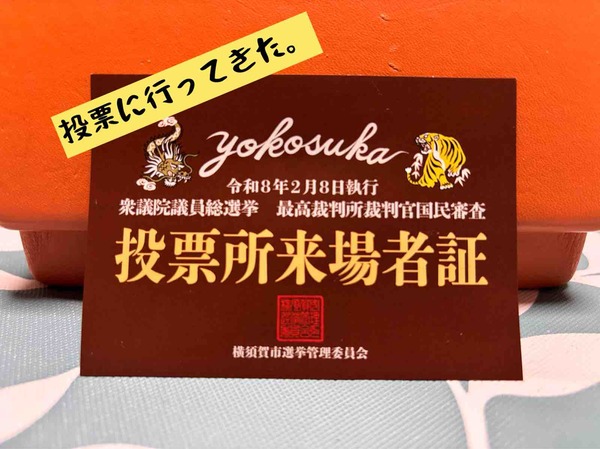 投票に行ってきた。
yokosuka
令和8年2月8日執行
衆議院議員総選挙　最高裁判所裁判官国民審査
投票所来場者証
横須賀市選挙管理委員会